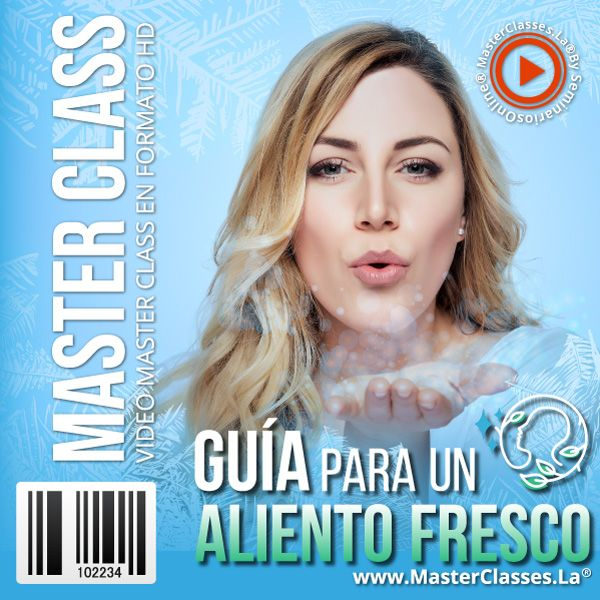 MASTER CLASS
VIDEO MASTER CLASS EN FORMATO HD
MasterClasses.La®By SeminariosOnline®
GUÍA PARA UN
ALIENTO FRESCO
102234
www.MasterClasses.La®